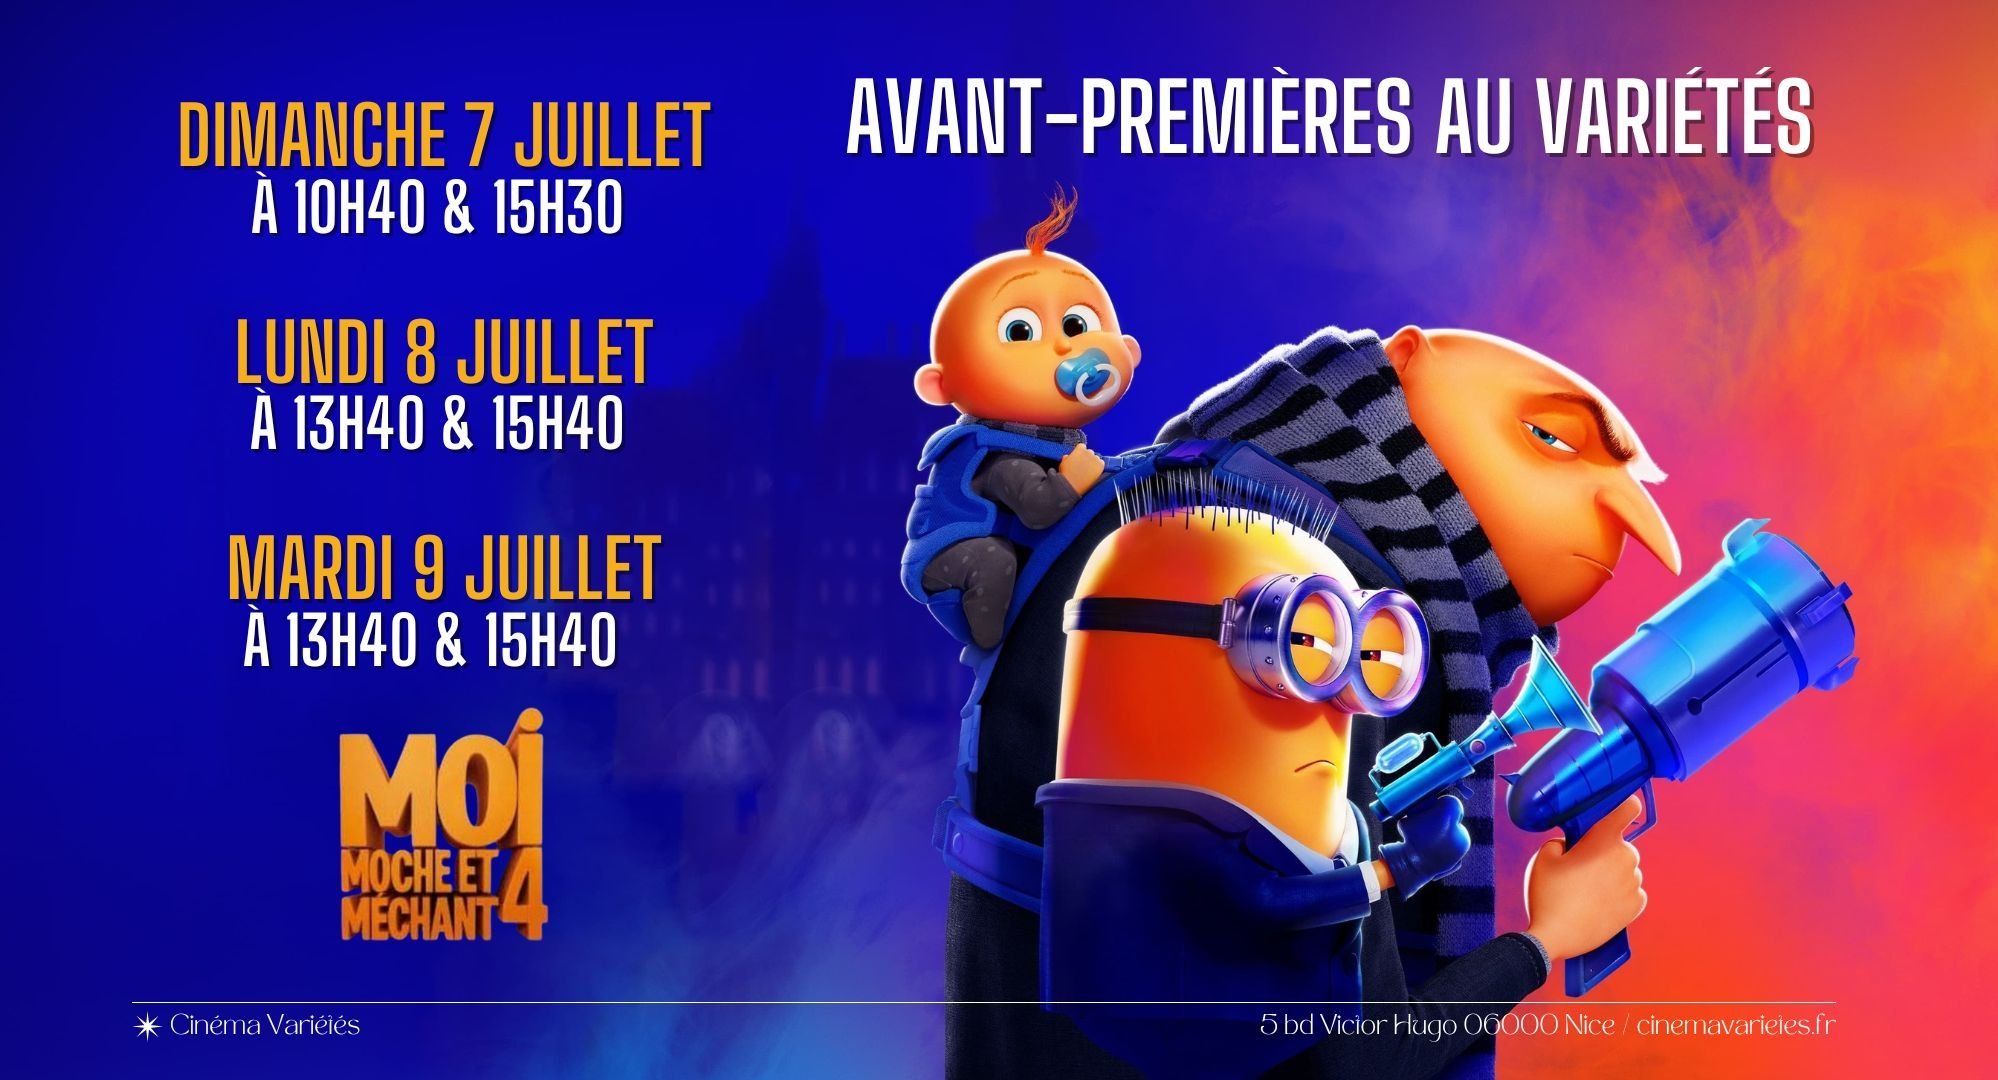 DIMANCHE 7 JUILLET
À 10H40 & 15H30
LUNDI 8 JUILLET
À 13H40 & 15H40
MARDI 9 JUILLET
À 13H40 & 15H40
MOI
MOCHE ET
MÉCHANT 4
AVANT-PREMIÈRES AU VARIÉTÉS
Cinéma Variétés
5 bd Victor Hugo 06000 Nice / cinemavarietes.fr